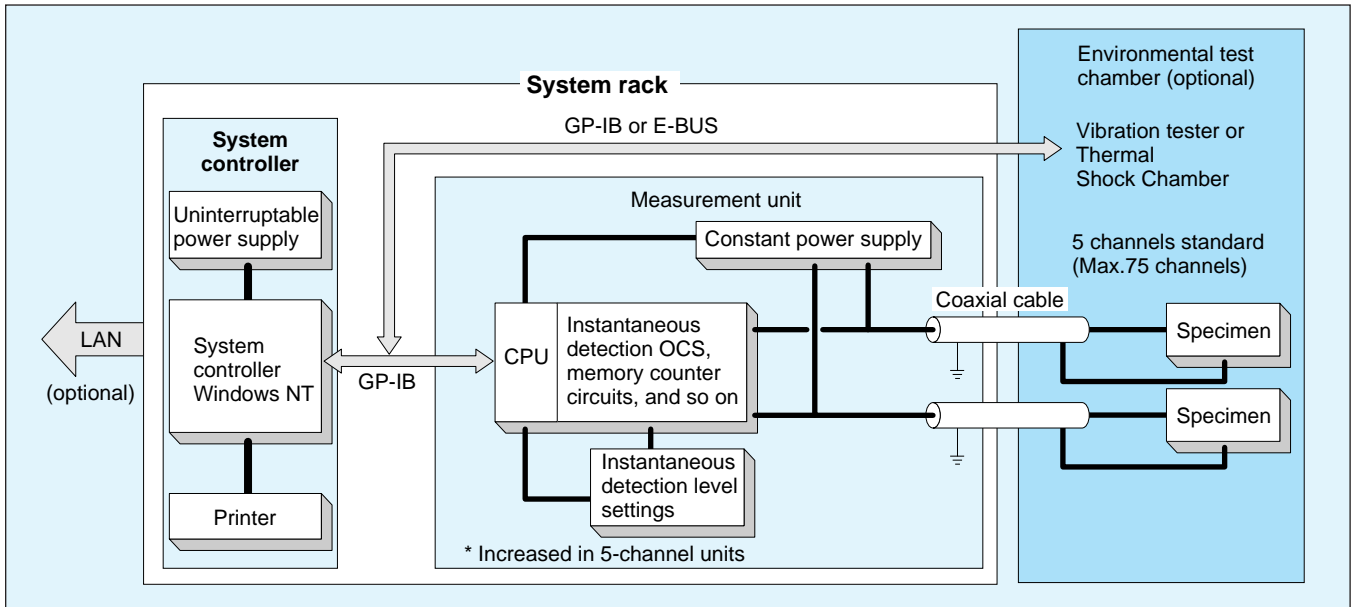 System rack
System
controller
Uninterruptable
power supply
System
controller
Windows NT
Printer
LAN
(optional)
GP-IB or E-BUS
GP-IB
Measurement unit
Constant power supply
CPU
Instantaneous
detection OCS,
memory counter
circuits, and so on
Instantaneous
detection level
settings
* Increased in 5-channel units
Coaxial cable
Environmental test
chamber (optional)
Vibration tester or
Thermal
Shock Chamber
5 channels standard
(Max.75 channels)
Specimen
Specimen